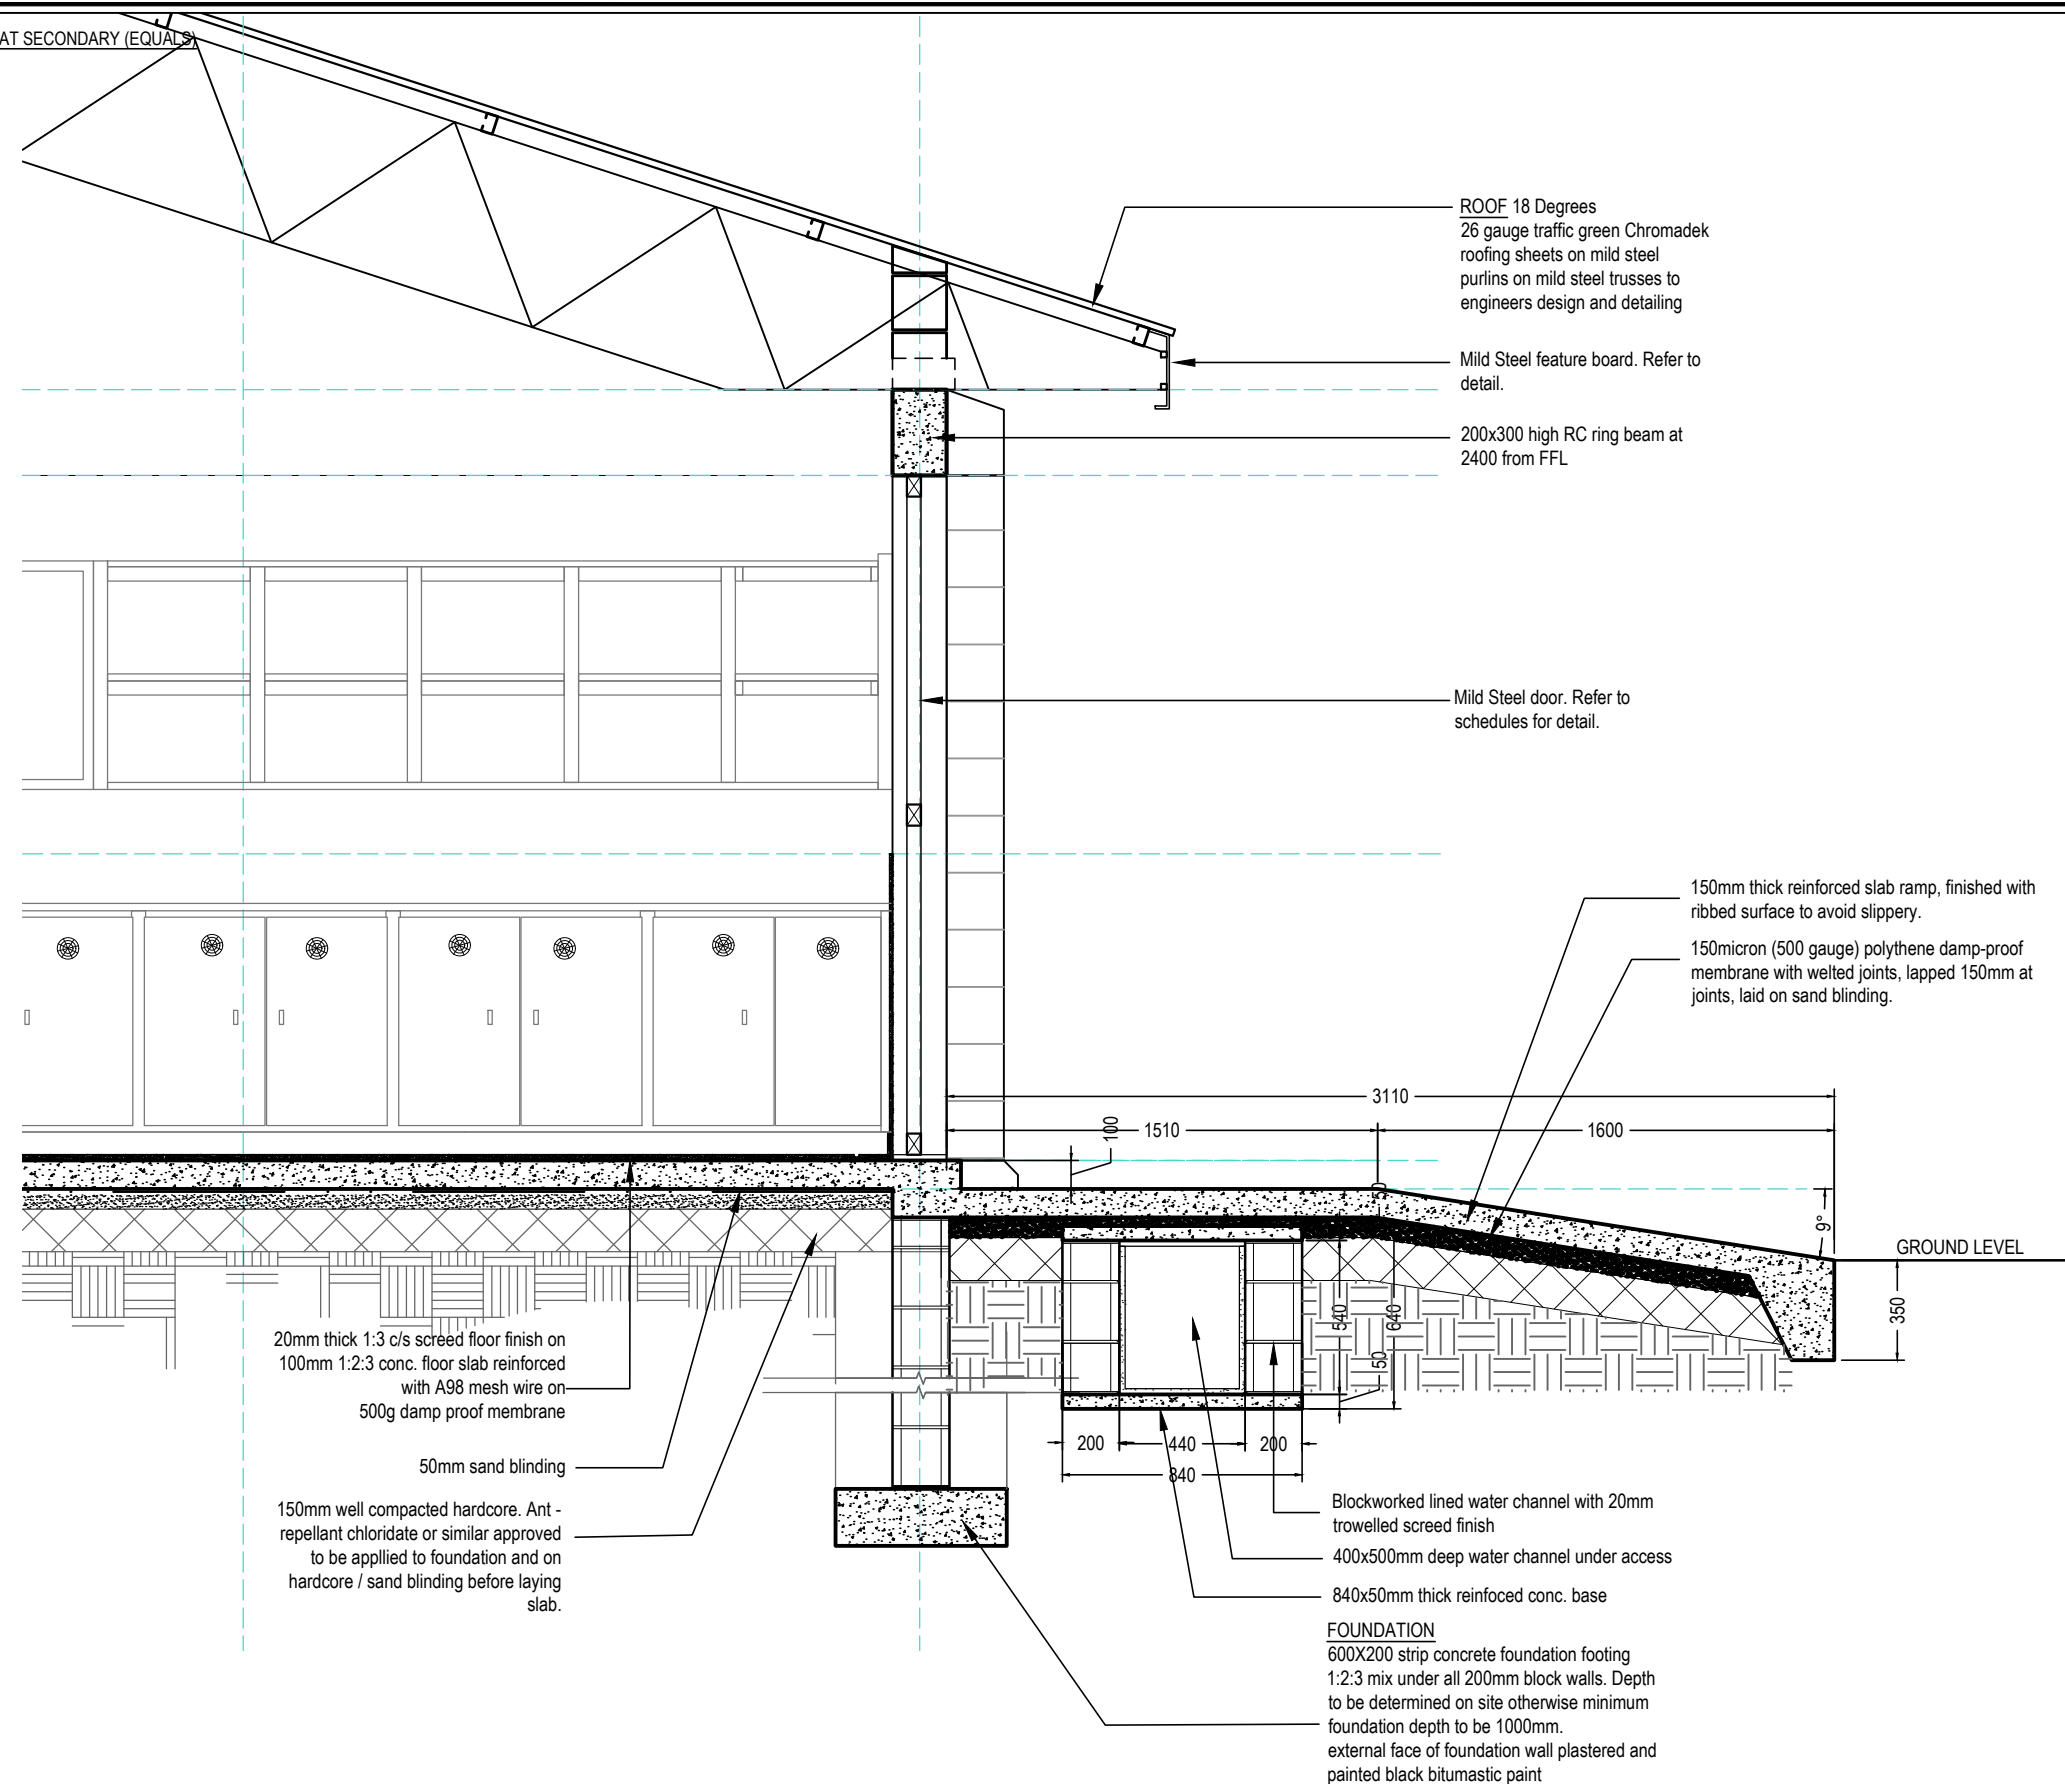 AT SECONDARY (EQUALS)
ROOF 18 Degrees
26 gauge traffic green Chromadek
roofing sheets on mild steel
purlins on mild steel trusses to
engineers design and detailing
Mild Steel feature board. Refer to
detail.
200x300 high RC ring beam at
2400 from FFL
Mild Steel door. Refer to
schedules for detail.
150mm thick reinforced slab ramp, finished with
ribbed surface to avoid slippery.
150micron (500 gauge) polythene damp-proof
membrane with welted joints, lapped 150mm at
joints, laid on sand blinding.
3110
100
1510
1600
50
9°
GROUND LEVEL
350
540
640
50
200
440
200
840
20mm thick 1:3 c/s screed floor finish on
100mm 1:2:3 conc. floor slab reinforced
with A98 mesh wire on
500g damp proof membrane
50mm sand blinding
150mm well compacted hardcore. Ant -
repellant chloridate or similar approved
to be appllied to foundation and on
hardcore / sand blinding before laying
slab.
Blockworked lined water channel with 20mm
trowelled screed finish
400x500mm deep water channel under access
840x50mm thick reinfoced conc. base
FOUNDATION
600X200 strip concrete foundation footing
1:2:3 mix under all 200mm block walls. Depth
to be determined on site otherwise minimum
foundation depth to be 1000mm.
external face of foundation wall plastered and
painted black bitumastic paint